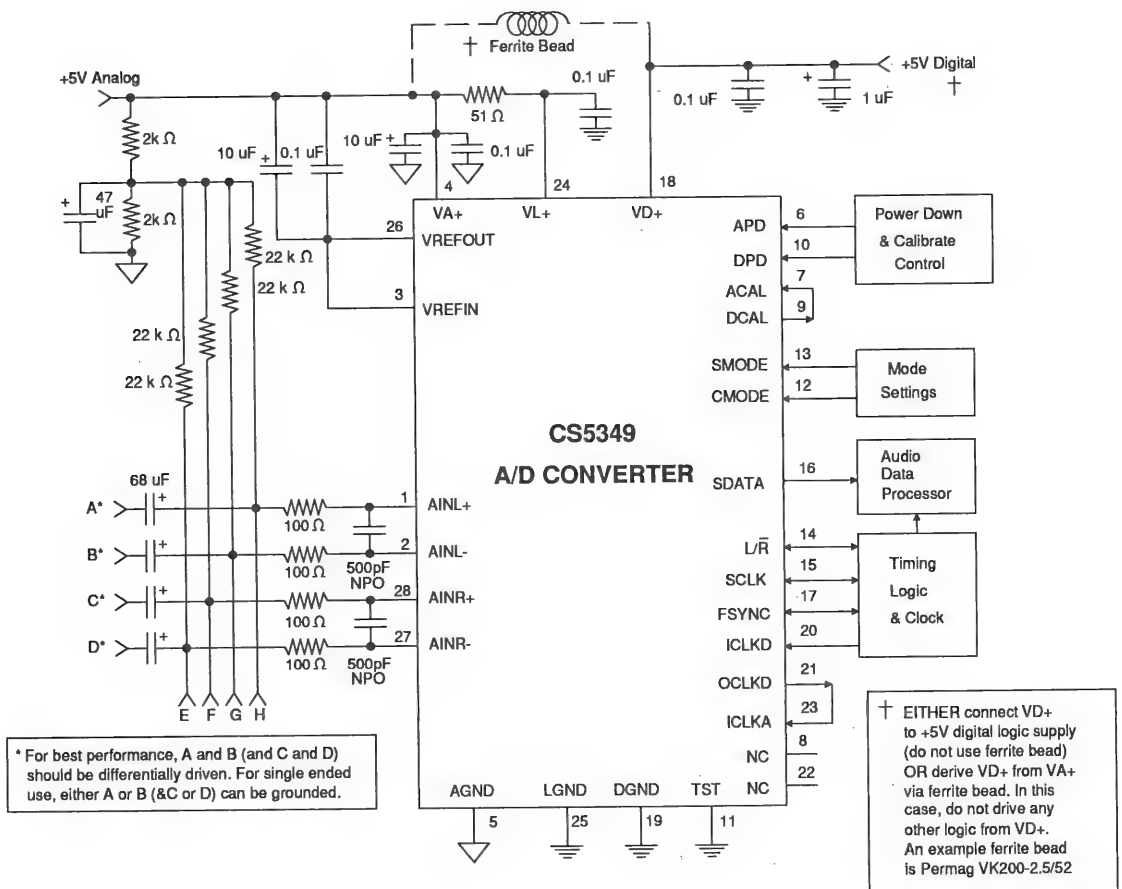 † Ferrite Bead
+5V Analog
+5V Digital
†
0.1 uF
0.1 uF
+
1 uF
51 Ω
2k Ω
10 uF
+
0.1 uF
10 uF
+
0.1 uF
+
47
uF
2k Ω
4
24
18
VA+
VL+
VD+
26
VREFOUT
3
VREFIN
22 k Ω
22 k Ω
22 k Ω
22 k Ω
APD
6
DPD
10
ACAL
7
DCAL
9
Power Down
& Calibrate
Control
SMODE
13
CMODE
12
Mode
Settings
CS5349
A/D CONVERTER
SDATA
16
Audio
Data
Processor
68 uF
A*
+
100 Ω
1
AINL+
B*
+
100 Ω
2
AINL-
500pF
NPO
C*
+
100 Ω
28
AINR+
D*
+
100 Ω
27
AINR-
500pF
NPO
L/R̅
14
SCLK
15
FSYNC
17
ICLKD
20
Timing
Logic
& Clock
OCLKD
21
ICLKA
23
NC
8
NC
22
E
F
G
H
AGND
LGND
DGND
TST
5
25
19
11
* For best performance, A and B (and C and D)
should be differentially driven. For single ended
use, either A or B (&C or D) can be grounded.
† EITHER connect VD+
to +5V digital logic supply
(do not use ferrite bead)
OR derive VD+ from VA+
via ferrite bead. In this
case, do not drive any
other logic from VD+.
An example ferrite bead
is Permag VK200-2.5/52